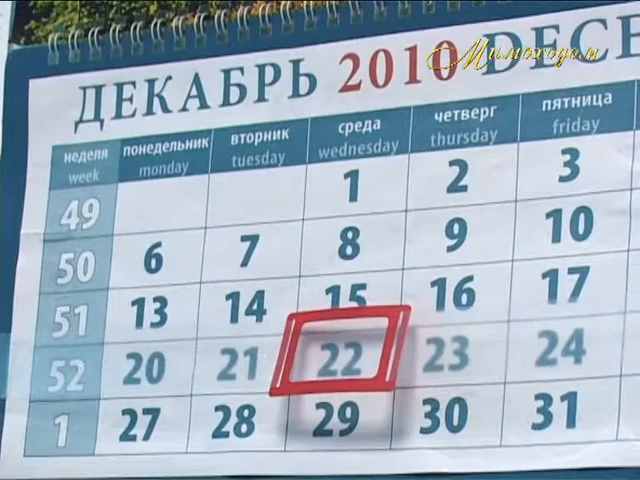 Мимоходом
ДЕКАБРЬ 2010 DECE
неделя понедельник вторник среда четверг пятница
week monday tuesday wednesday thursday friday
49 1 2 3
50 6 7 8 9 10
51 13 14 15 16 17
52 20 21 22 23 24
1 27 28 29 30 31